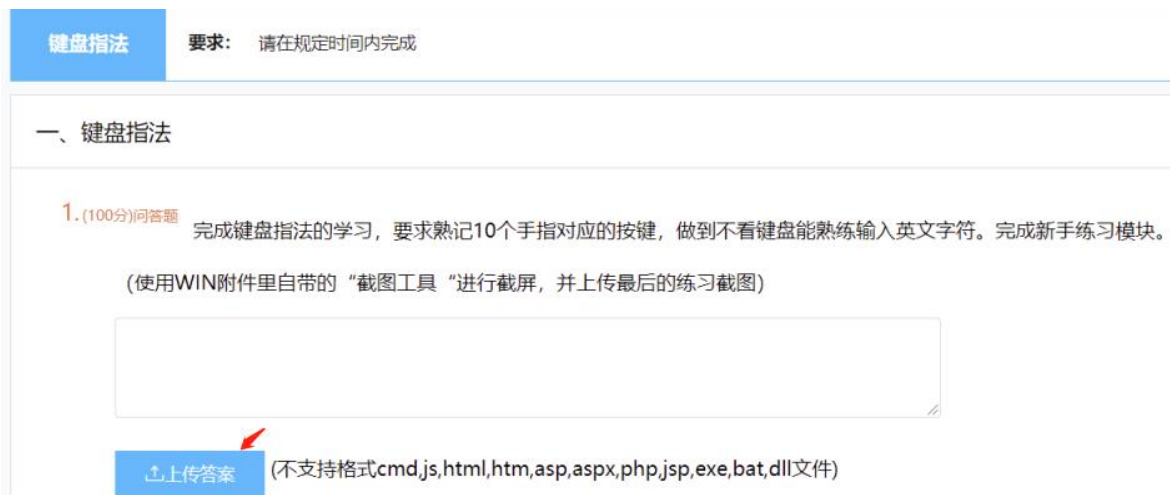 键盘指法 要求： 请在规定时间内完成
一、键盘指法
1.(100分)问答题 完成键盘指法的学习，要求熟记10个手指对应的按键，做到不看键盘能熟练输入英文字符。完成新手练习模块。
(使用WIN附件里自带的“截图工具“进行截屏，并上传最后的练习截图)
上传答案 (不支持格式cmd,js,html,htm,asp,aspx,php,jsp,exe,bat,dll文件)